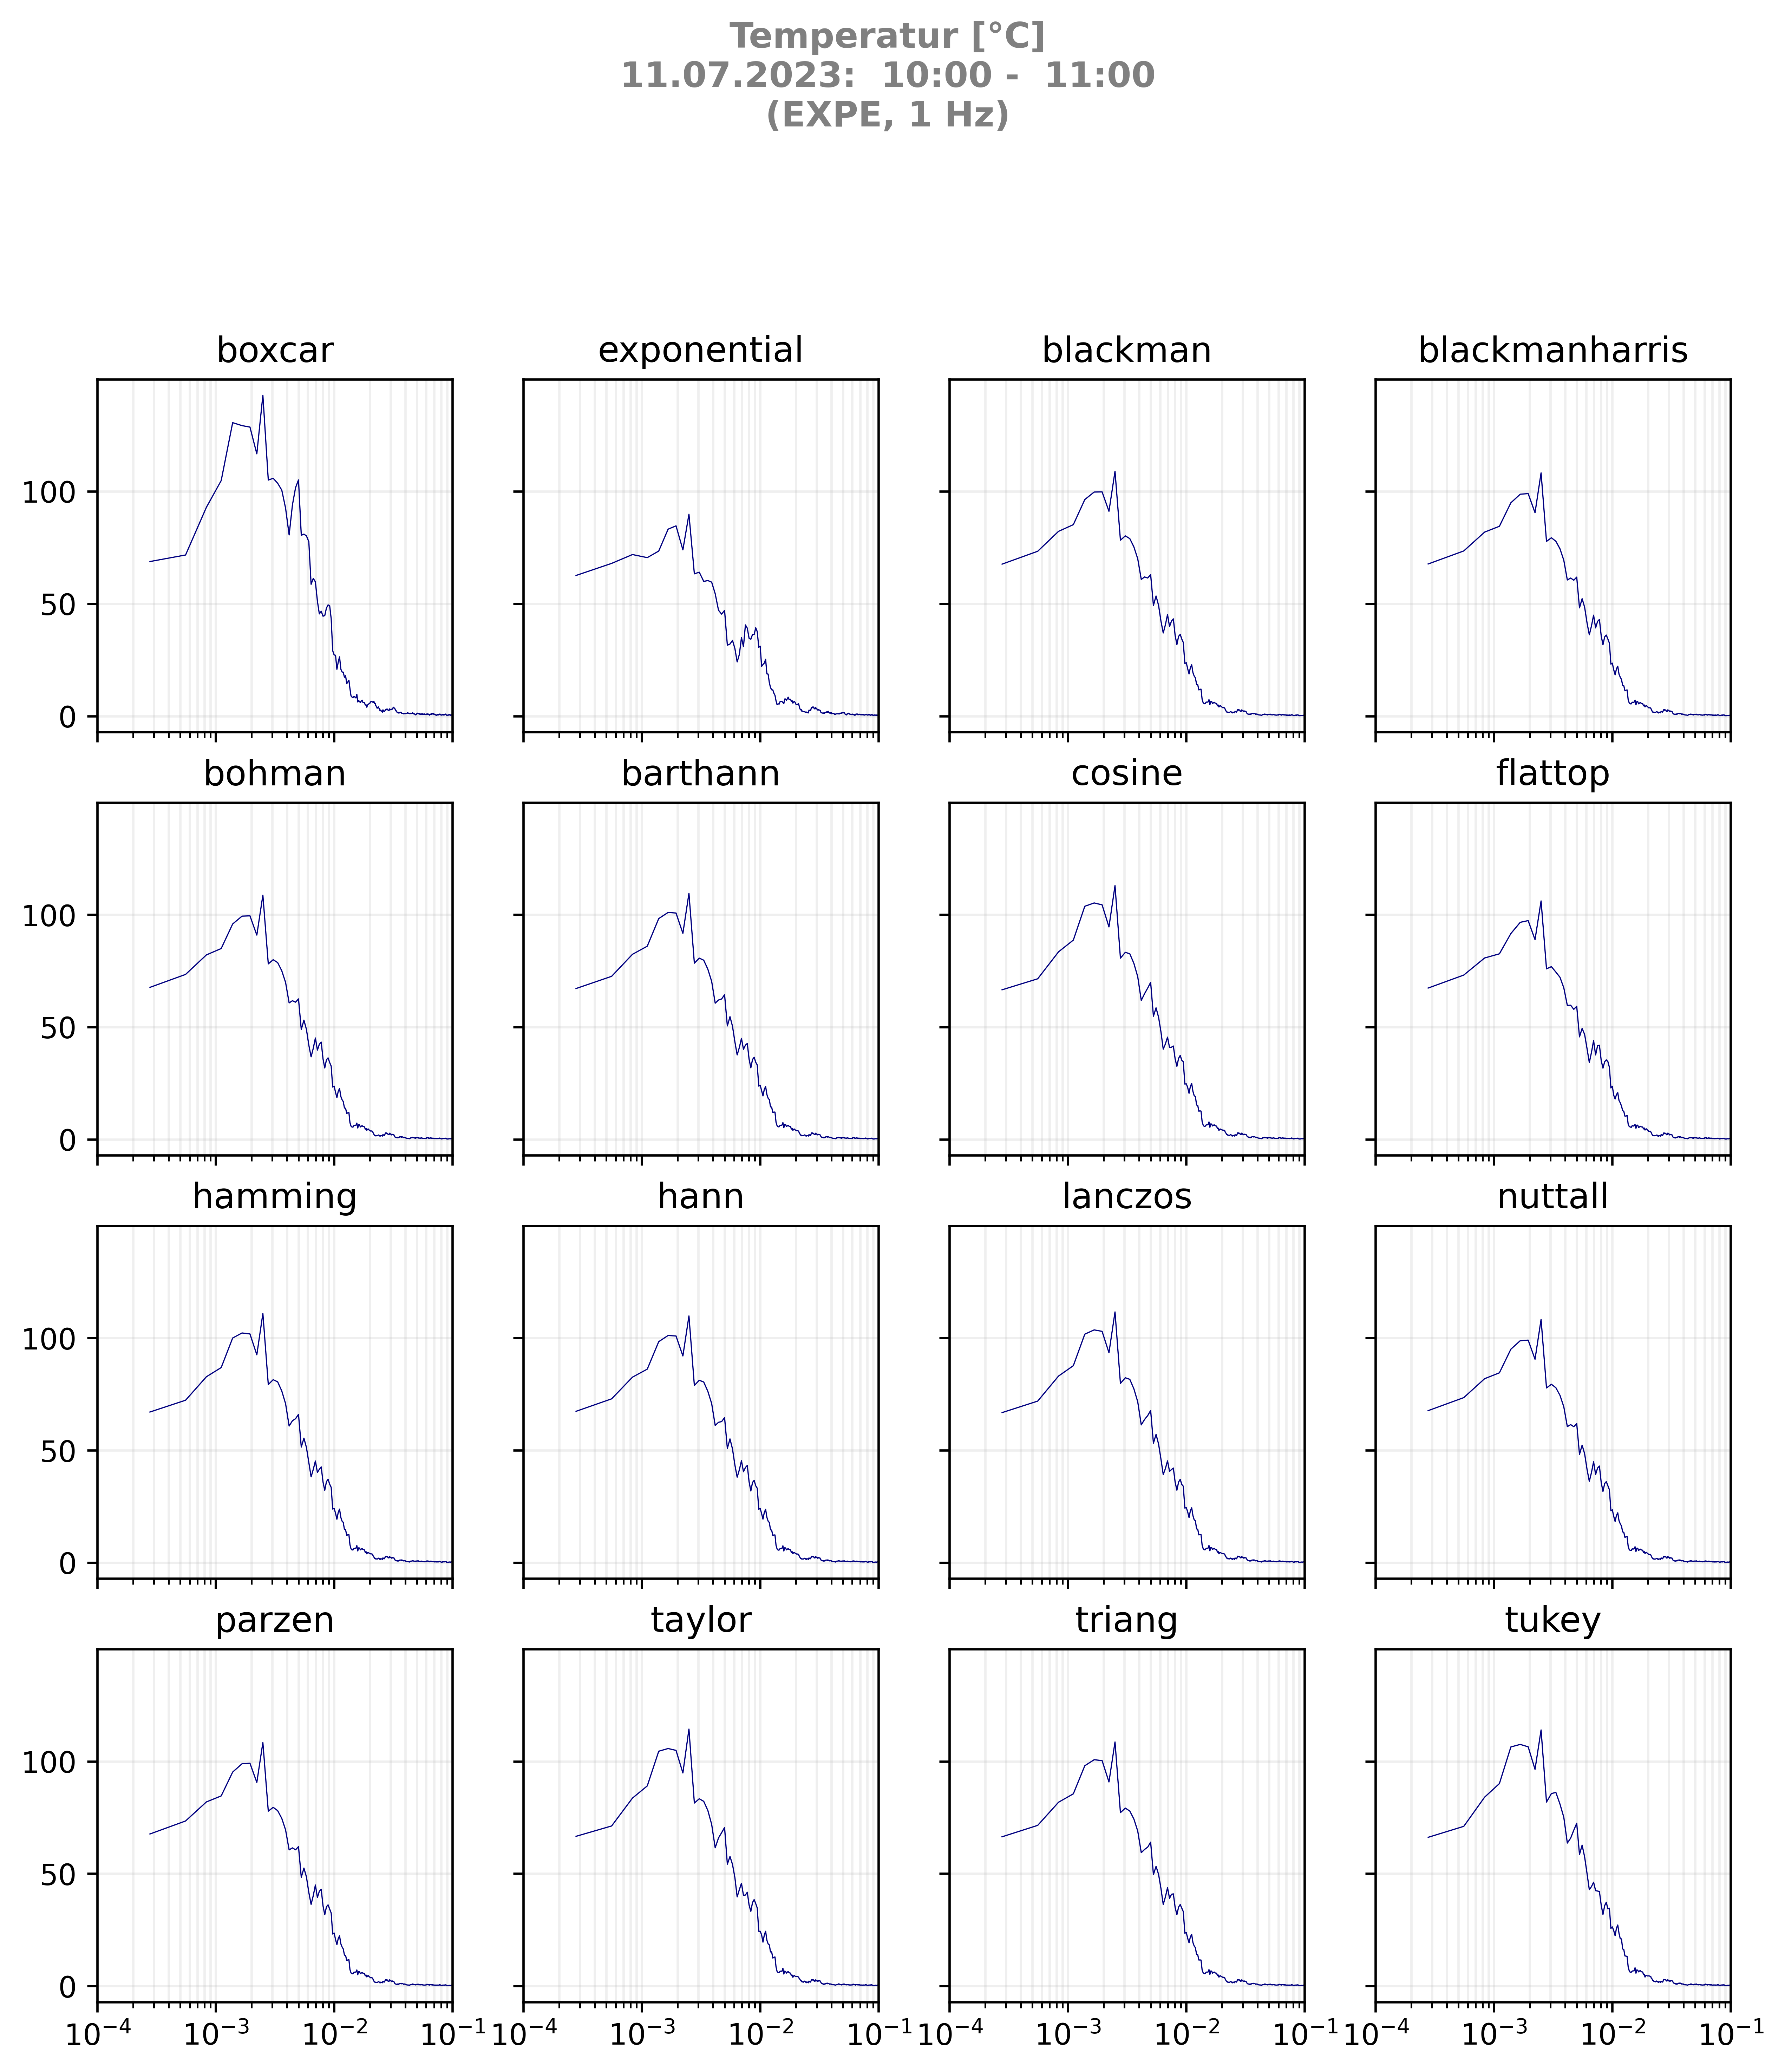 Temperatur [°C]
11.07.2023:  10:00 -  11:00
(EXPE, 1 Hz)
boxcar exponential blackman blackmanharris
100
50
0
bohman barthann cosine flattop
100
50
0
hamming hann lanczos nuttall
100
50
0
parzen taylor triang tukey
100
50
0
10⁻⁴ 10⁻³ 10⁻² 10⁻¹ 10⁻⁴ 10⁻³ 10⁻² 10⁻¹ 10⁻⁴ 10⁻³ 10⁻² 10⁻¹ 10⁻⁴ 10⁻³ 10⁻² 10⁻¹